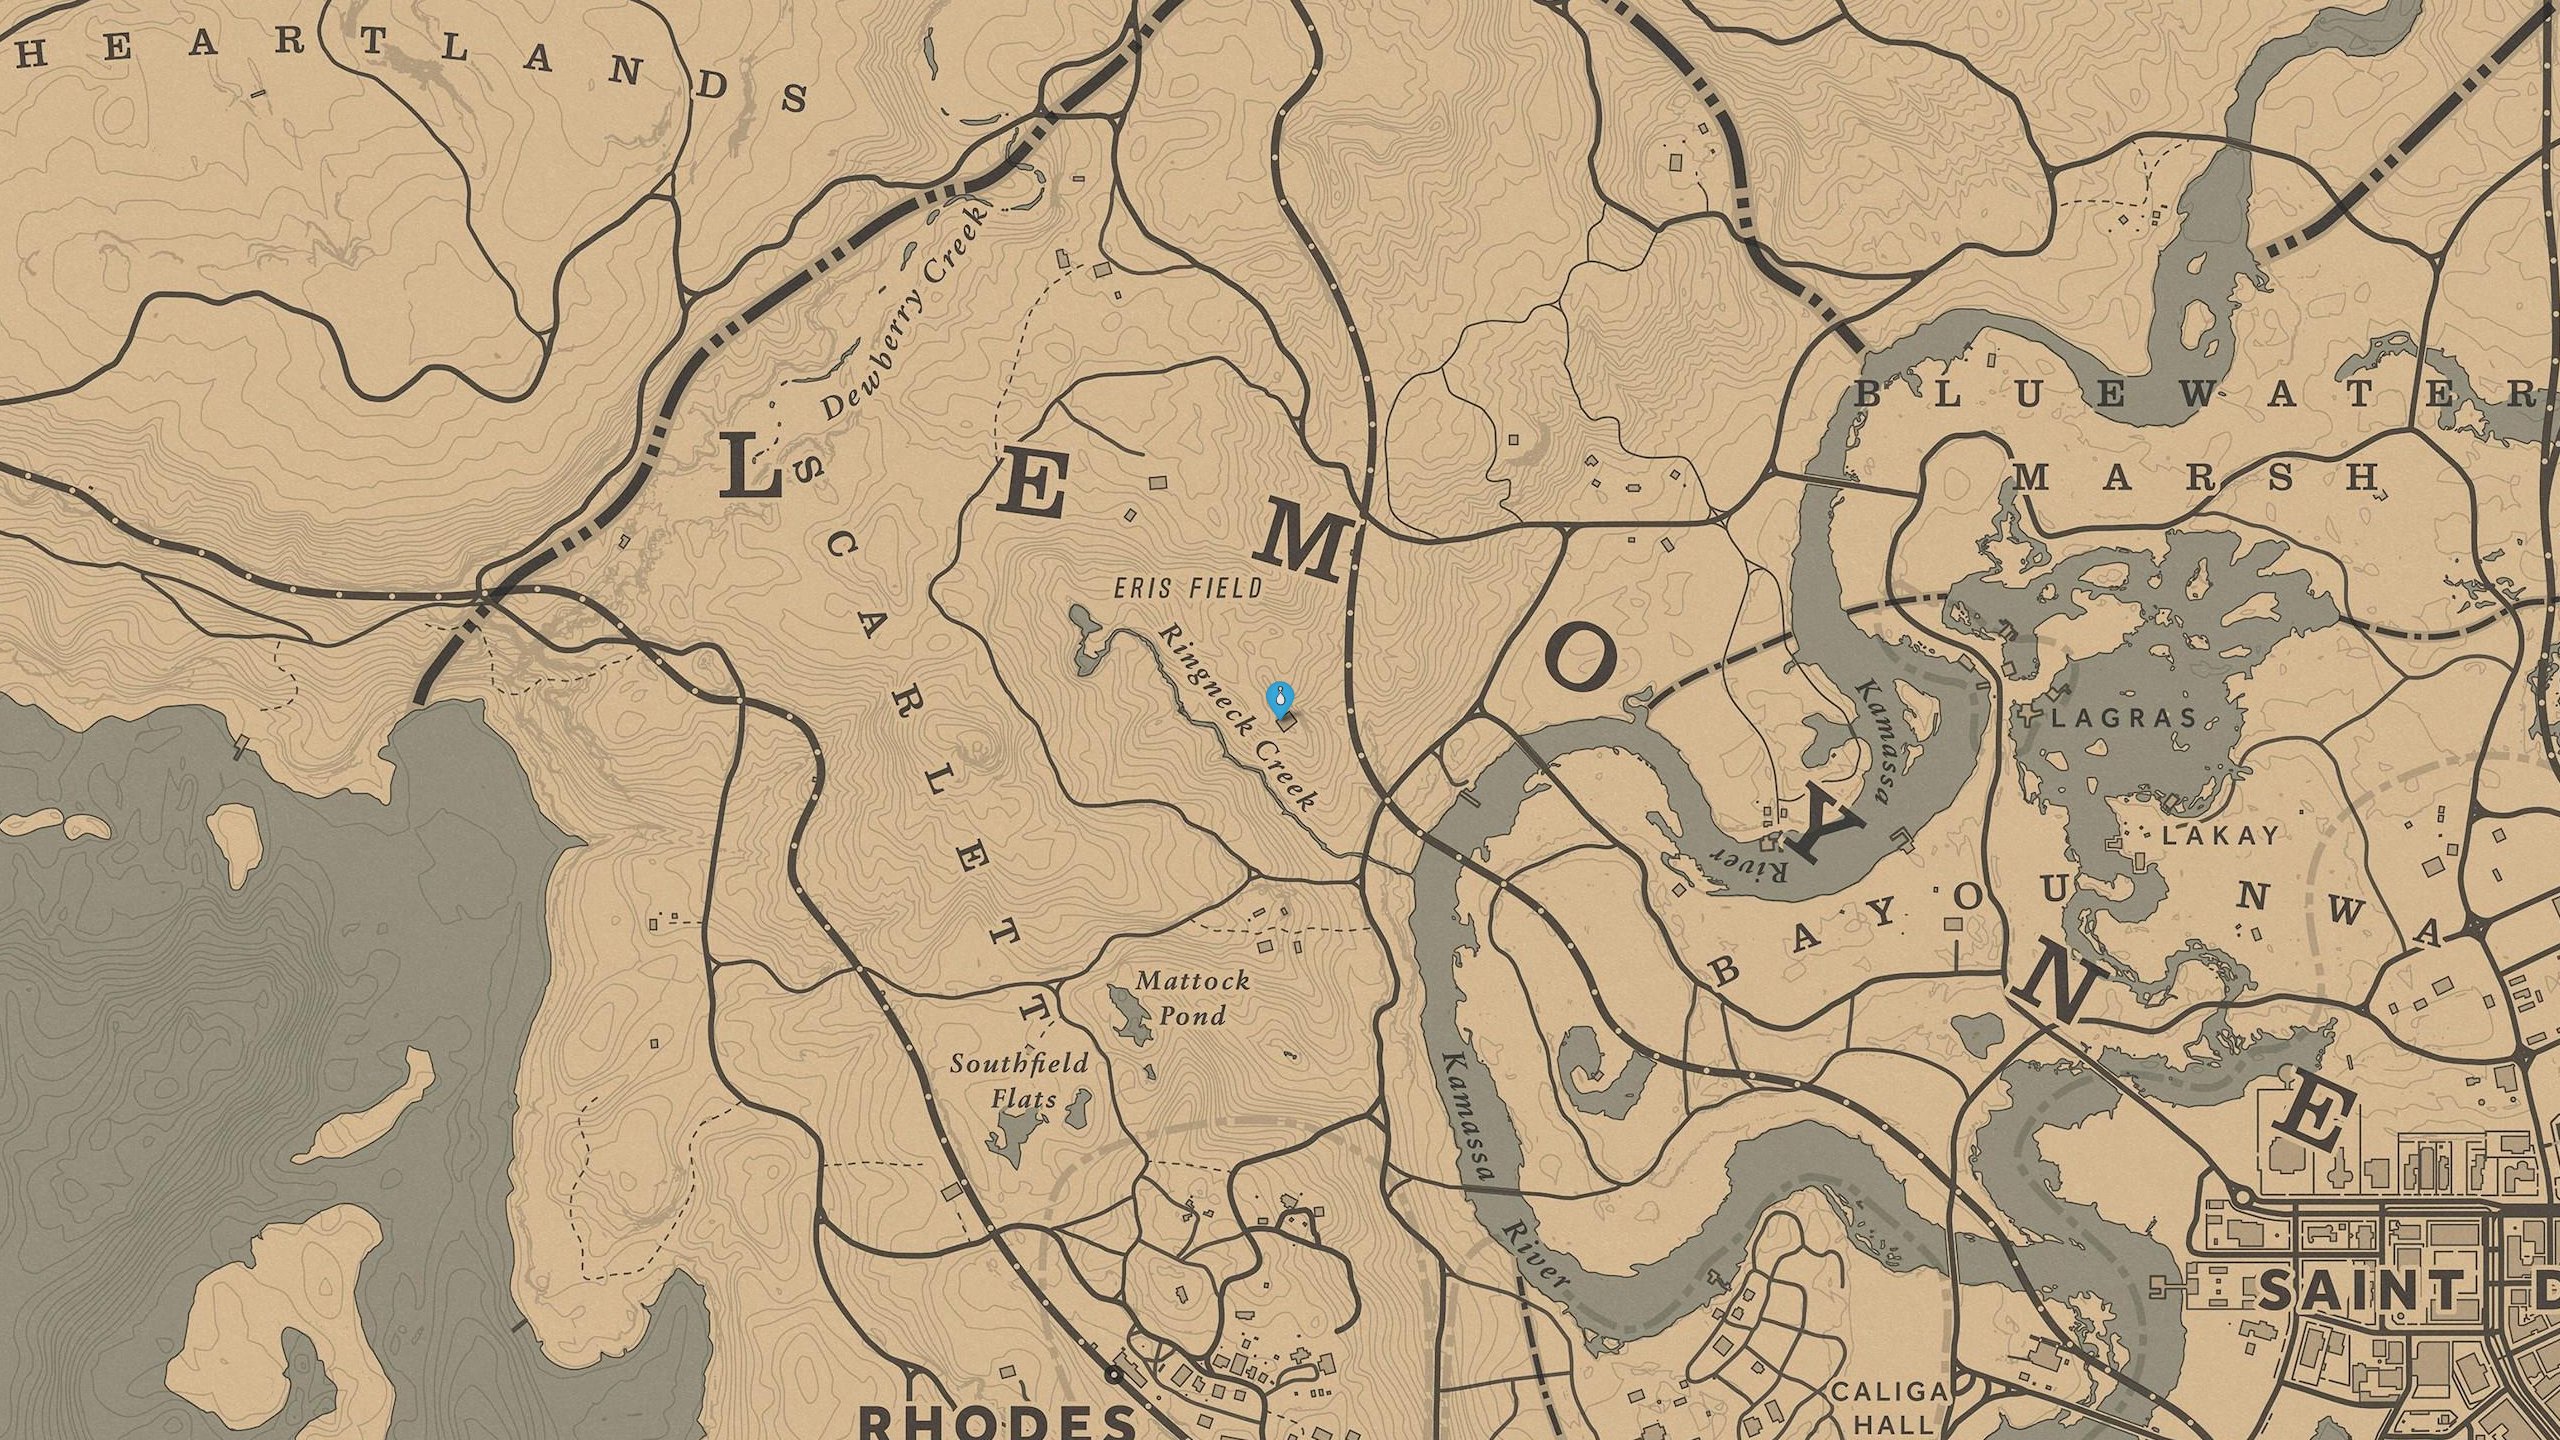 HEARTLANDS
Dewberry Creek
LEMOYNE
SCARLETT
BLUEWATER
MARSH
ERIS FIELD
Ringneck Creek
Kamassa
River
LAGRAS
LAKAY
BAYOU NWA
Mattock
Pond
Southfield
Flats
Kamassa
River
SAINT D
CALIGA
HALL
RHODES